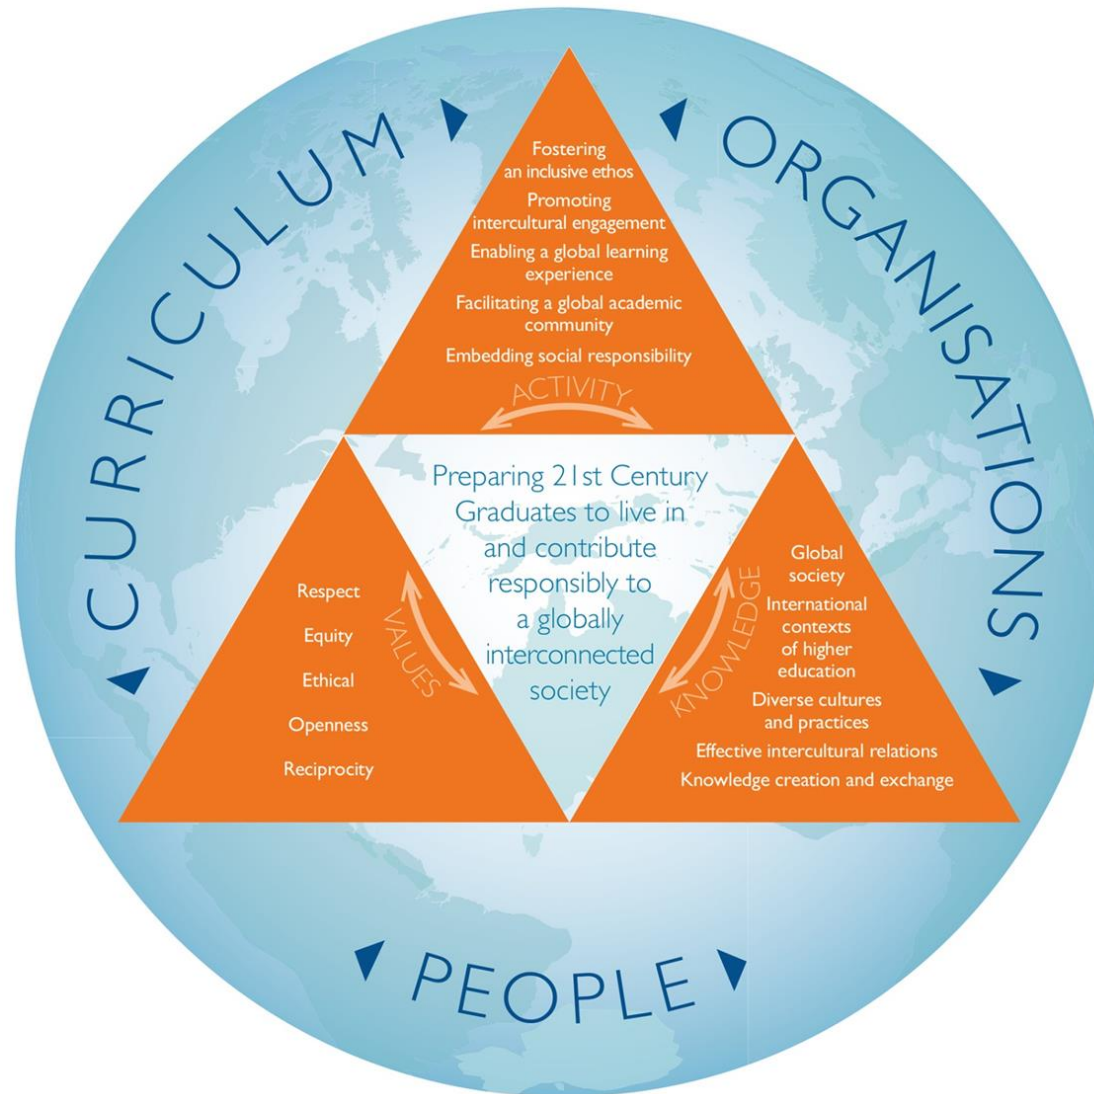 CURRICULUM
ORGANISATIONS
Fostering
an inclusive ethos
Promoting
intercultural engagement
Enabling a global learning
experience
Facilitating a global academic
community
Embedding social responsibility
ACTIVITY
Preparing 21st Century
Graduates to live in
and contribute
responsibly to
a globally
interconnected
society
Respect
Equity
Ethical
Openness
Reciprocity
VALUES
KNOWLEDGE
Global
society
International
contexts
of higher
education
Diverse cultures
and practices
Effective intercultural relations
Knowledge creation and exchange
PEOPLE